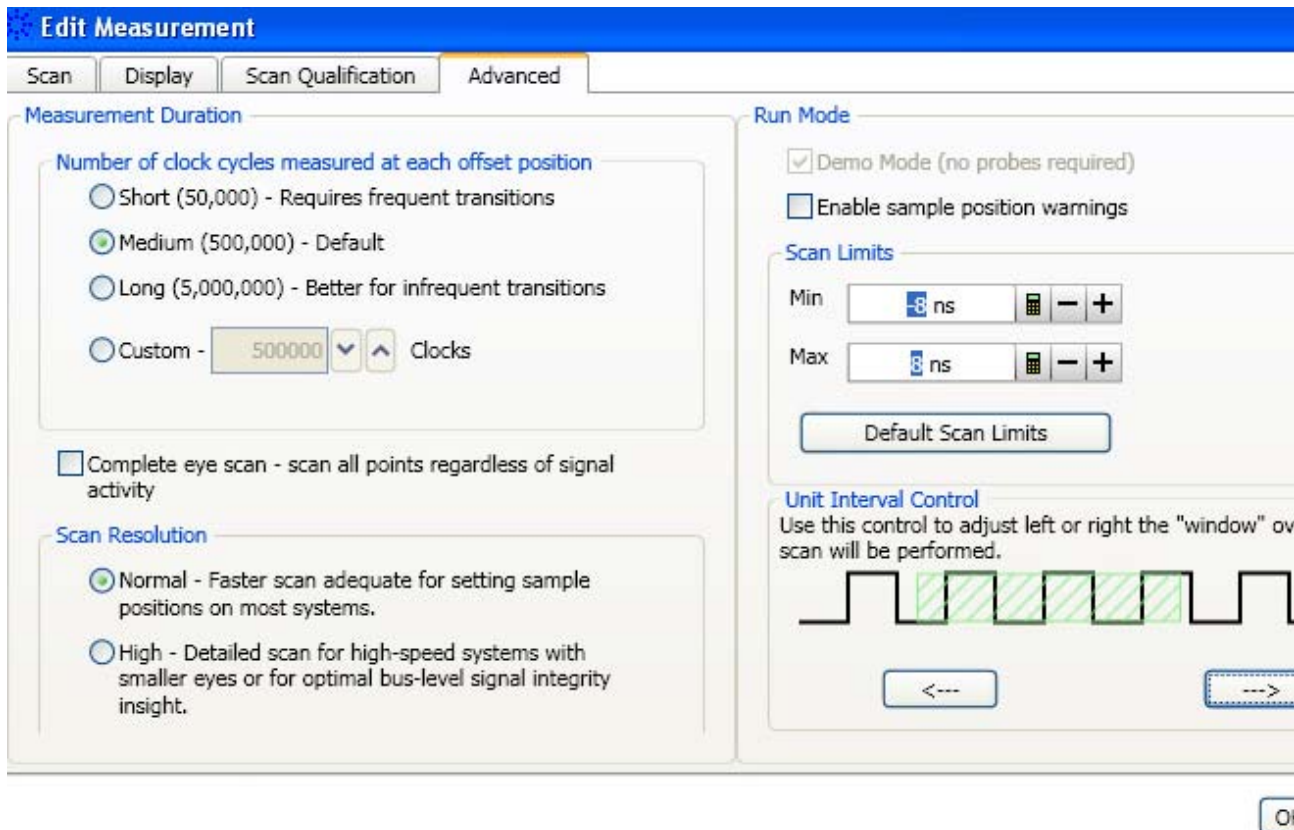 Edit Measurement
Scan
Display
Scan Qualification
Advanced
Measurement Duration
Number of clock cycles measured at each offset position
Short (50,000) - Requires frequent transitions
Medium (500,000) - Default
Long (5,000,000) - Better for infrequent transitions
Custom - 500000 Clocks
Complete eye scan - scan all points regardless of signal
activity
Scan Resolution
Normal - Faster scan adequate for setting sample
positions on most systems.
High - Detailed scan for high-speed systems with
smaller eyes or for optimal bus-level signal integrity
insight.
Run Mode
Demo Mode (no probes required)
Enable sample position warnings
Scan Limits
Min -8 ns
Max 8 ns
Default Scan Limits
Unit Interval Control
Use this control to adjust left or right the "window"
scan will be performed.
<---
--->